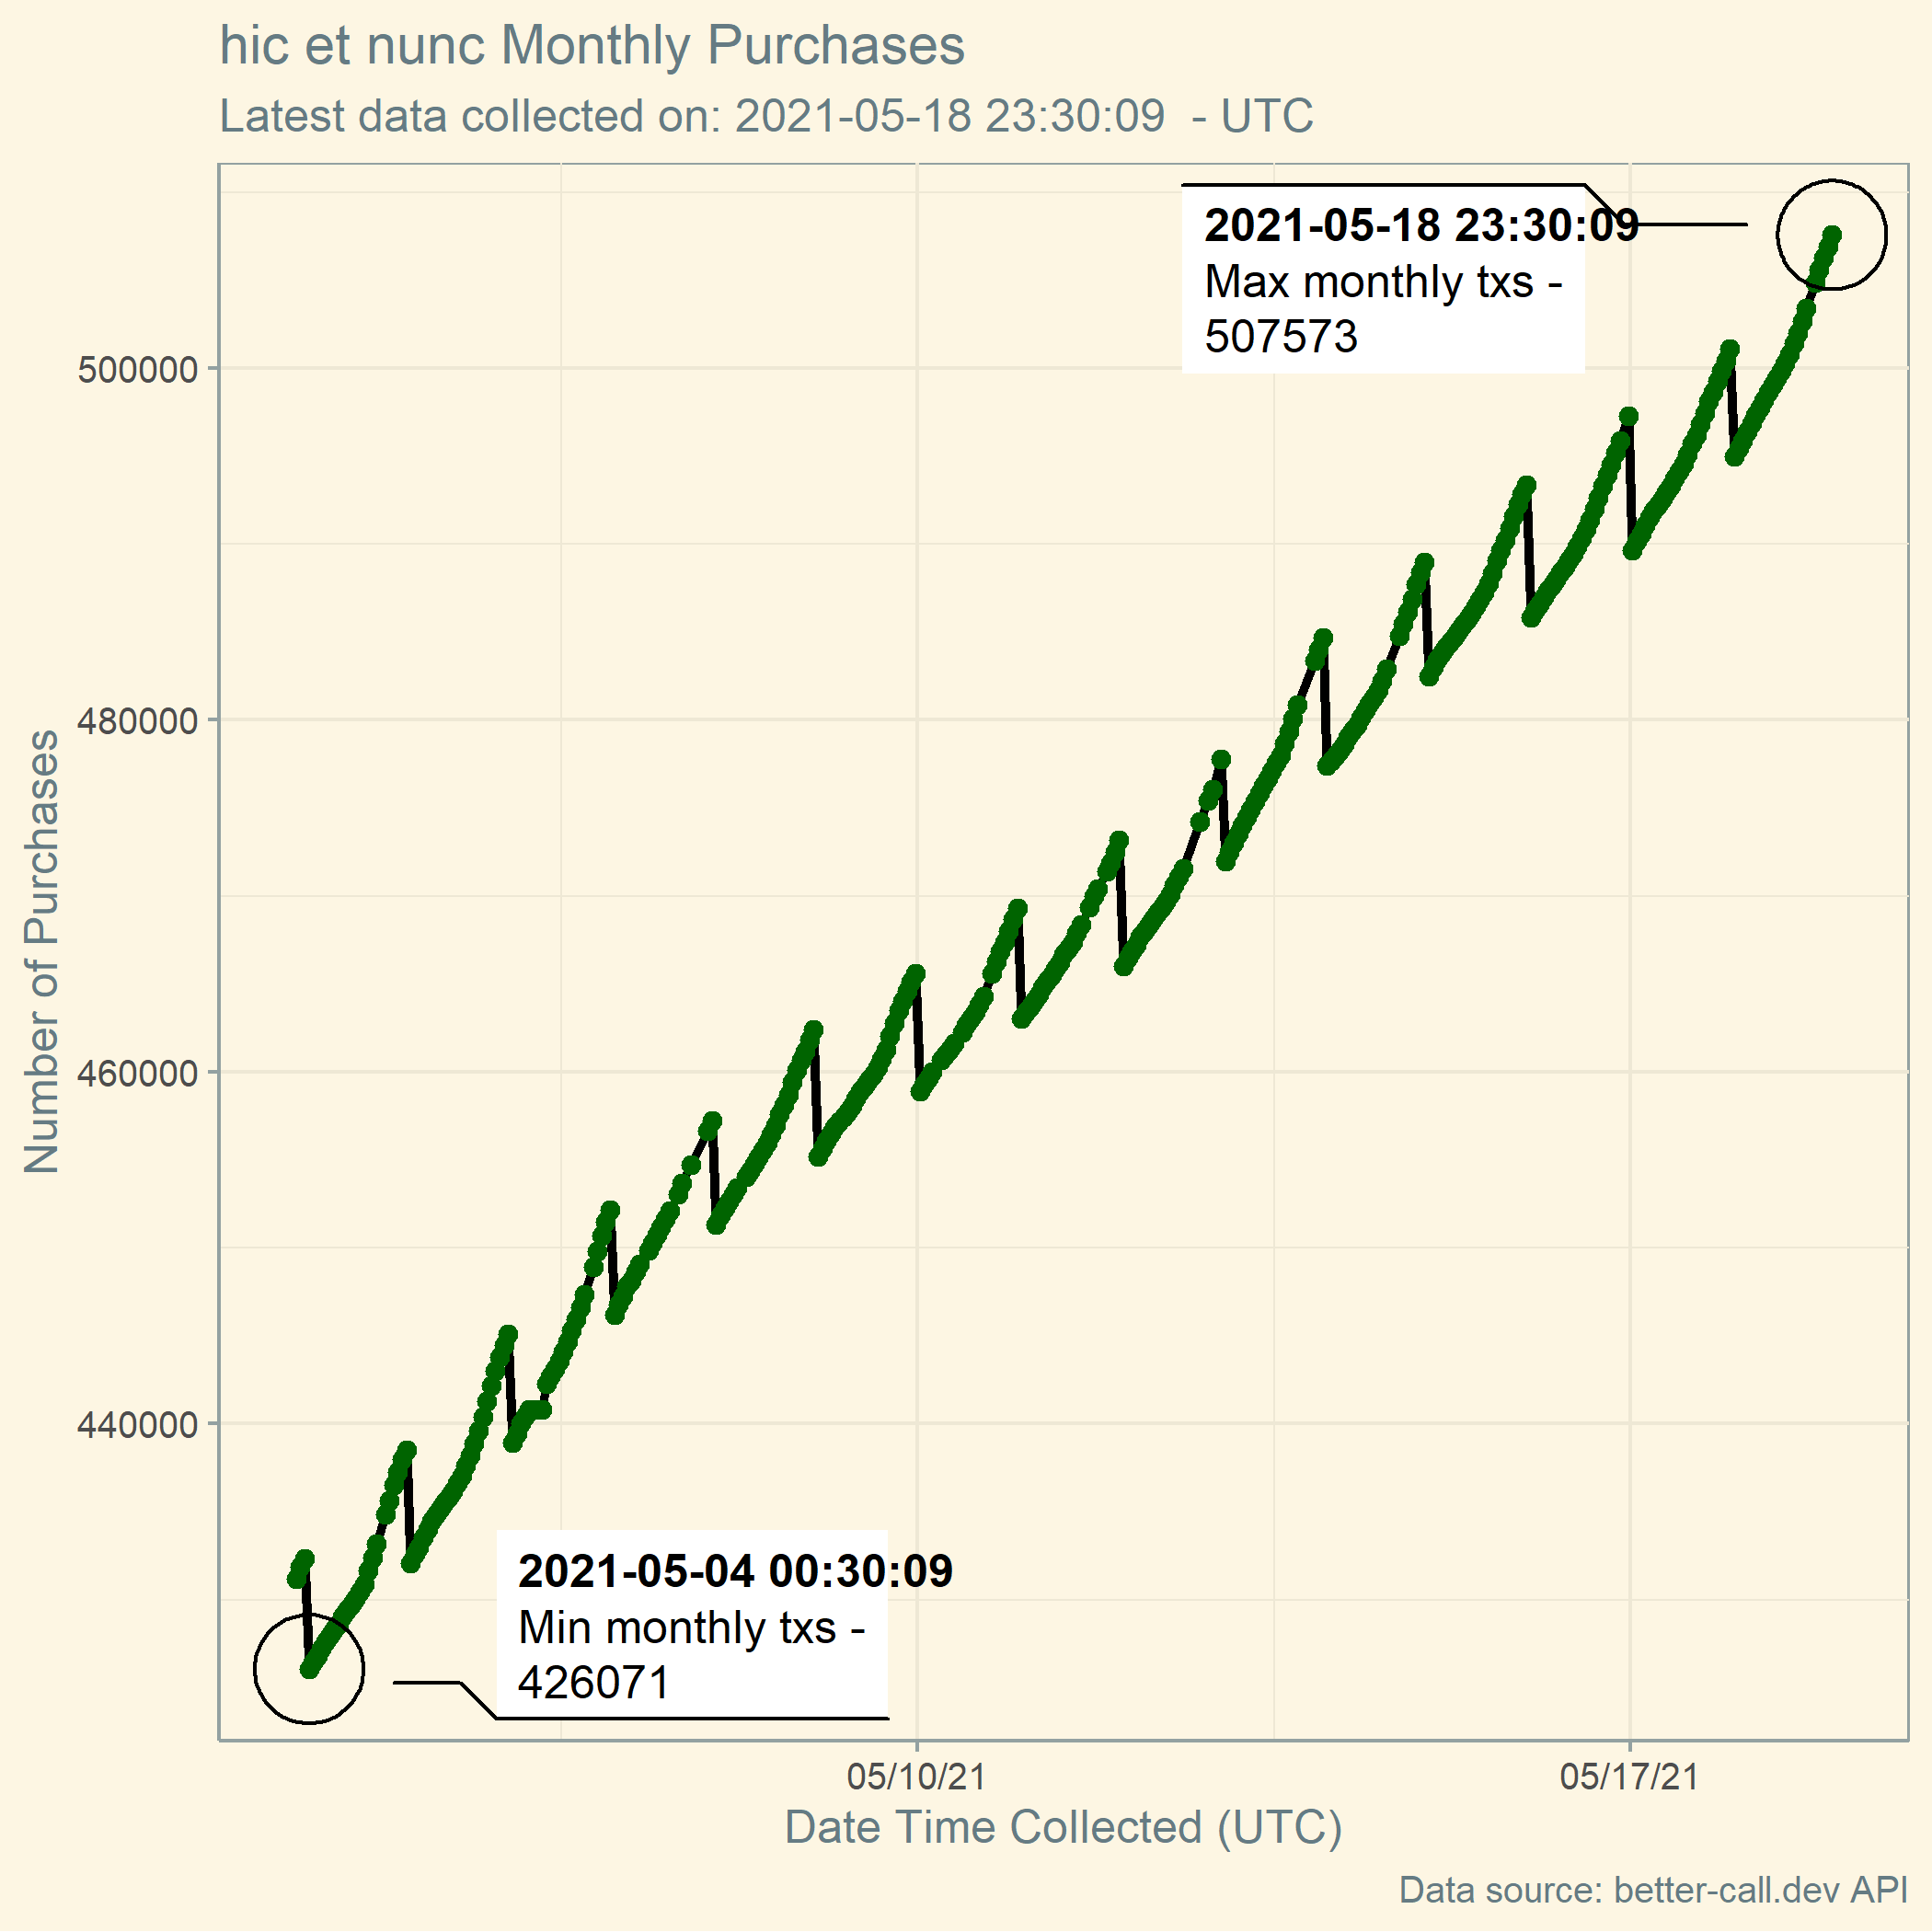 hic et nunc Monthly Purchases
Latest data collected on: 2021-05-18 23:30:09  - UTC
2021-05-18 23:30:09
Max monthly txs -
507573
500000
480000
460000
440000
Number of Purchases
2021-05-04 00:30:09
Min monthly txs -
426071
05/10/21
05/17/21
Date Time Collected (UTC)
Data source: better-call.dev API